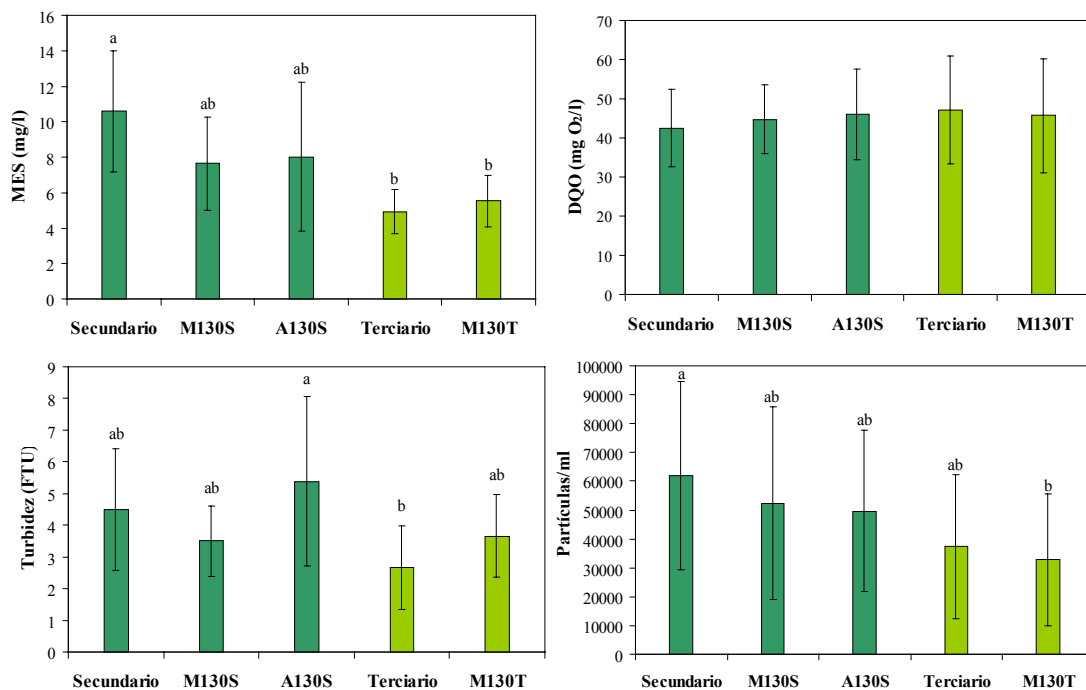 MES (mg/l)
16
14
12
10
8
6
4
2
0
a
ab
ab
b
b
Secundario M130S A130S Terciario M130T
DQO (mg O₂/l)
70
60
50
40
30
20
10
0
Secundario M130S A130S Terciario M130T
Turbidez (FTU)
9
8
7
6
5
4
3
2
1
0
ab
ab
a
b
ab
Secundario M130S A130S Terciario M130T
Partículas/ml
100000
90000
80000
70000
60000
50000
40000
30000
20000
10000
0
a
ab
ab
ab
b
Secundario M130S A130S Terciario M130T